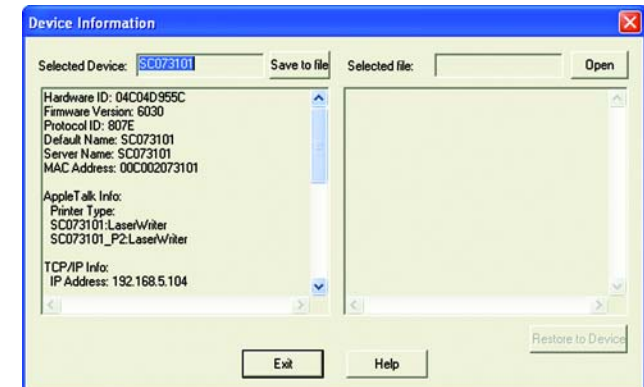 Device Information
Selected Device: SC073101 Save to file Selected file: Open
Hardware ID: 04C04D955C
Firmware Version: 6030
Protocol ID: 807E
Default Name: SC073101
Server Name: SC073101
MAC Address: 00C002073101
AppleTalk Info:
Printer Type:
SC073101:LaserWriter
SC073101_P2:LaserWriter
TCP/IP Info:
IP Address: 192.168.5.104
Restore to Device
Exit Help